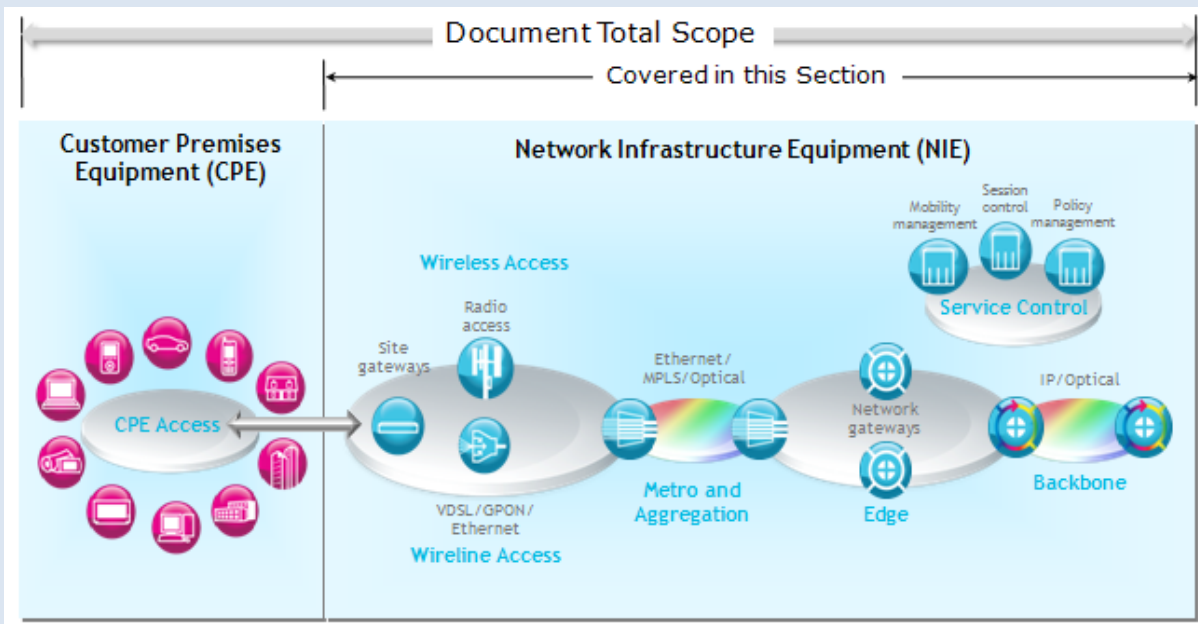 Document Total Scope
Covered in this Section
Customer Premises
Equipment (CPE)
Network Infrastructure Equipment (NIE)
Mobility
management
Session
control
Policy
management
Service Control
Wireless Access
Radio
access
Site
gateways
CPE Access
Ethernet/
MPLS/Optical
Network
gateways
IP/Optical
VDSL/GPON/
Ethernet
Wireline Access
Metro and
Aggregation
Edge
Backbone